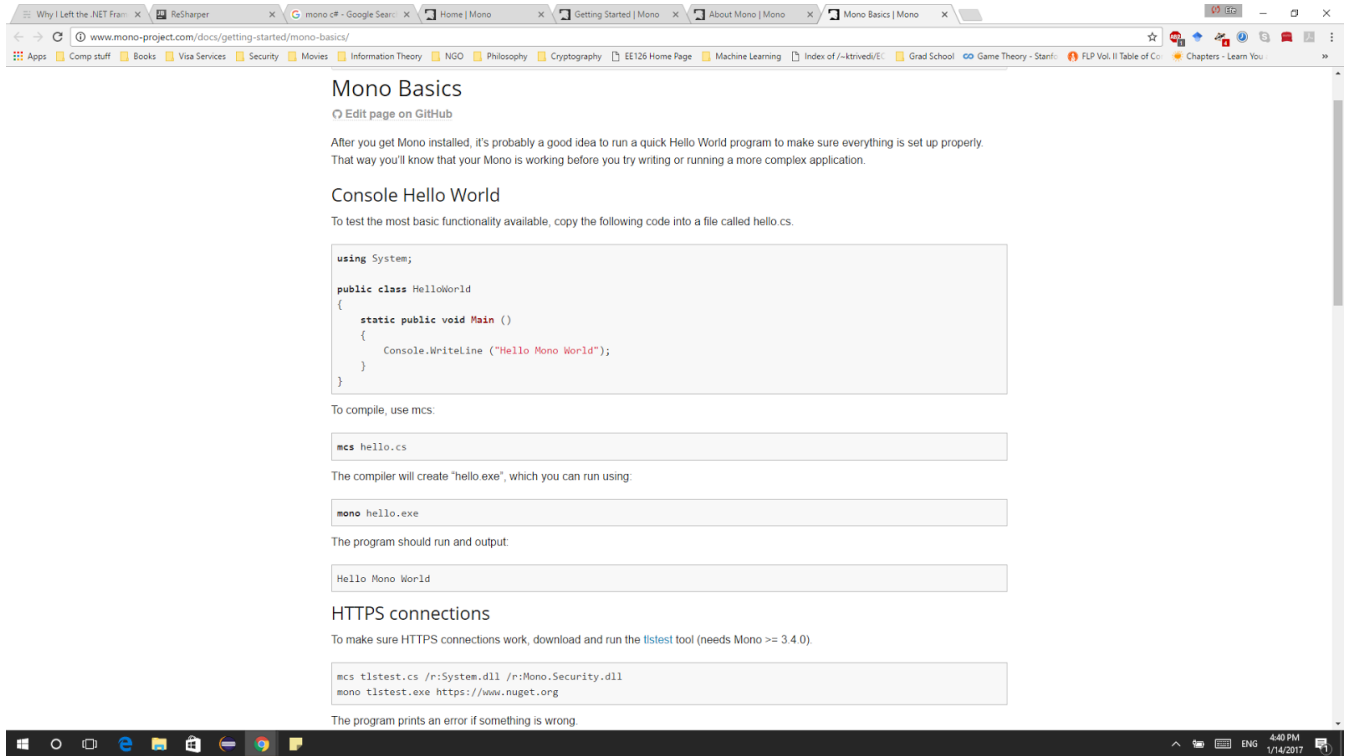 Why I Left the .NET Fram
ReSharper
mono c# - Google Searc
Home | Mono
Getting Started | Mono
About Mono | Mono
Mono Basics | Mono
www.mono-project.com/docs/getting-started/mono-basics/
Apps Comp stuff Books Visa Services Security Movies Information Theory NGO Philosophy Cryptography EE126 Home Page Machine Learning Index of /~ktrivedi/EC Grad School Game Theory - Stanfo FLP Vol. II Table of Co Chapters - Learn You
Mono Basics
Edit page on GitHub
After you get Mono installed, it's probably a good idea to run a quick Hello World program to make sure everything is set up properly.
That way you'll know that your Mono is working before you try writing or running a more complex application.
Console Hello World
To test the most basic functionality available, copy the following code into a file called hello.cs.
using System;
public class HelloWorld
{
    static public void Main ()
    {
        Console.WriteLine ("Hello Mono World");
    }
}
To compile, use mcs:
mcs hello.cs
The compiler will create “hello.exe”, which you can run using:
mono hello.exe
The program should run and output:
Hello Mono World
HTTPS connections
To make sure HTTPS connections work, download and run the tlstest tool (needs Mono >= 3.4.0).
mcs tlstest.cs /r:System.dll /r:Mono.Security.dll
mono tlstest.exe https://www.nuget.org
The program prints an error if something is wrong.
ENG
4:40 PM
1/14/2017